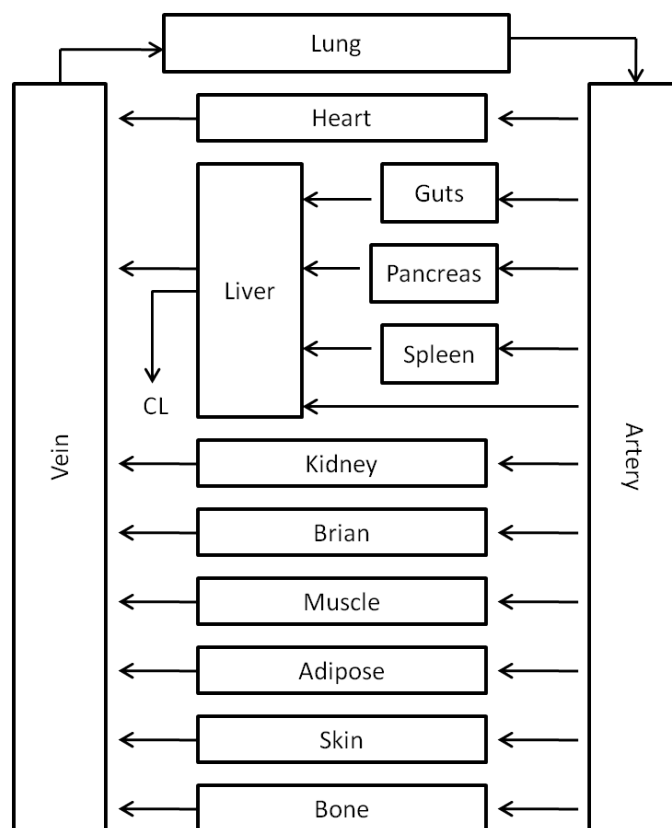 Lung
Heart
Guts
Pancreas
Liver
Spleen
CL
Vein
Artery
Kidney
Brian
Muscle
Adipose
Skin
Bone